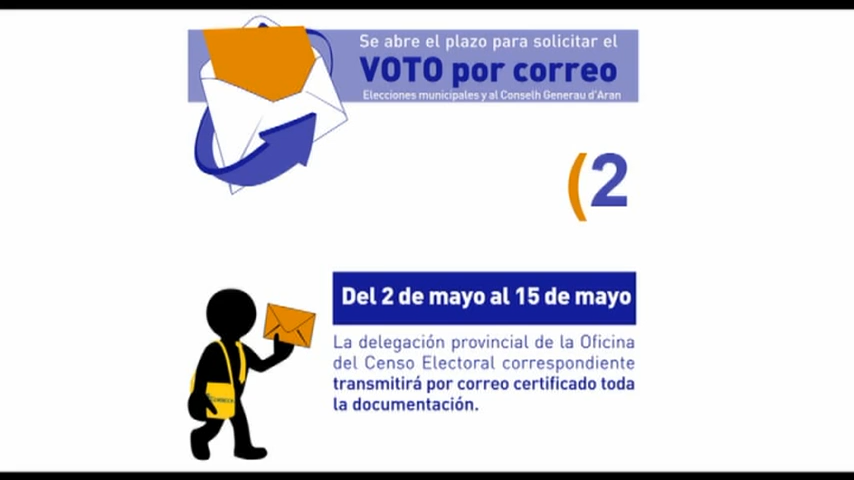 Se abre el plazo para solicitar el
VOTO por correo
Elecciones municipales y al Conselh Generau d'Aran
(2
Del 2 de mayo al 15 de mayo
La delegación provincial de la Oficina
del Censo Electoral correspondiente
transmitirá por correo certificado toda
la documentación.